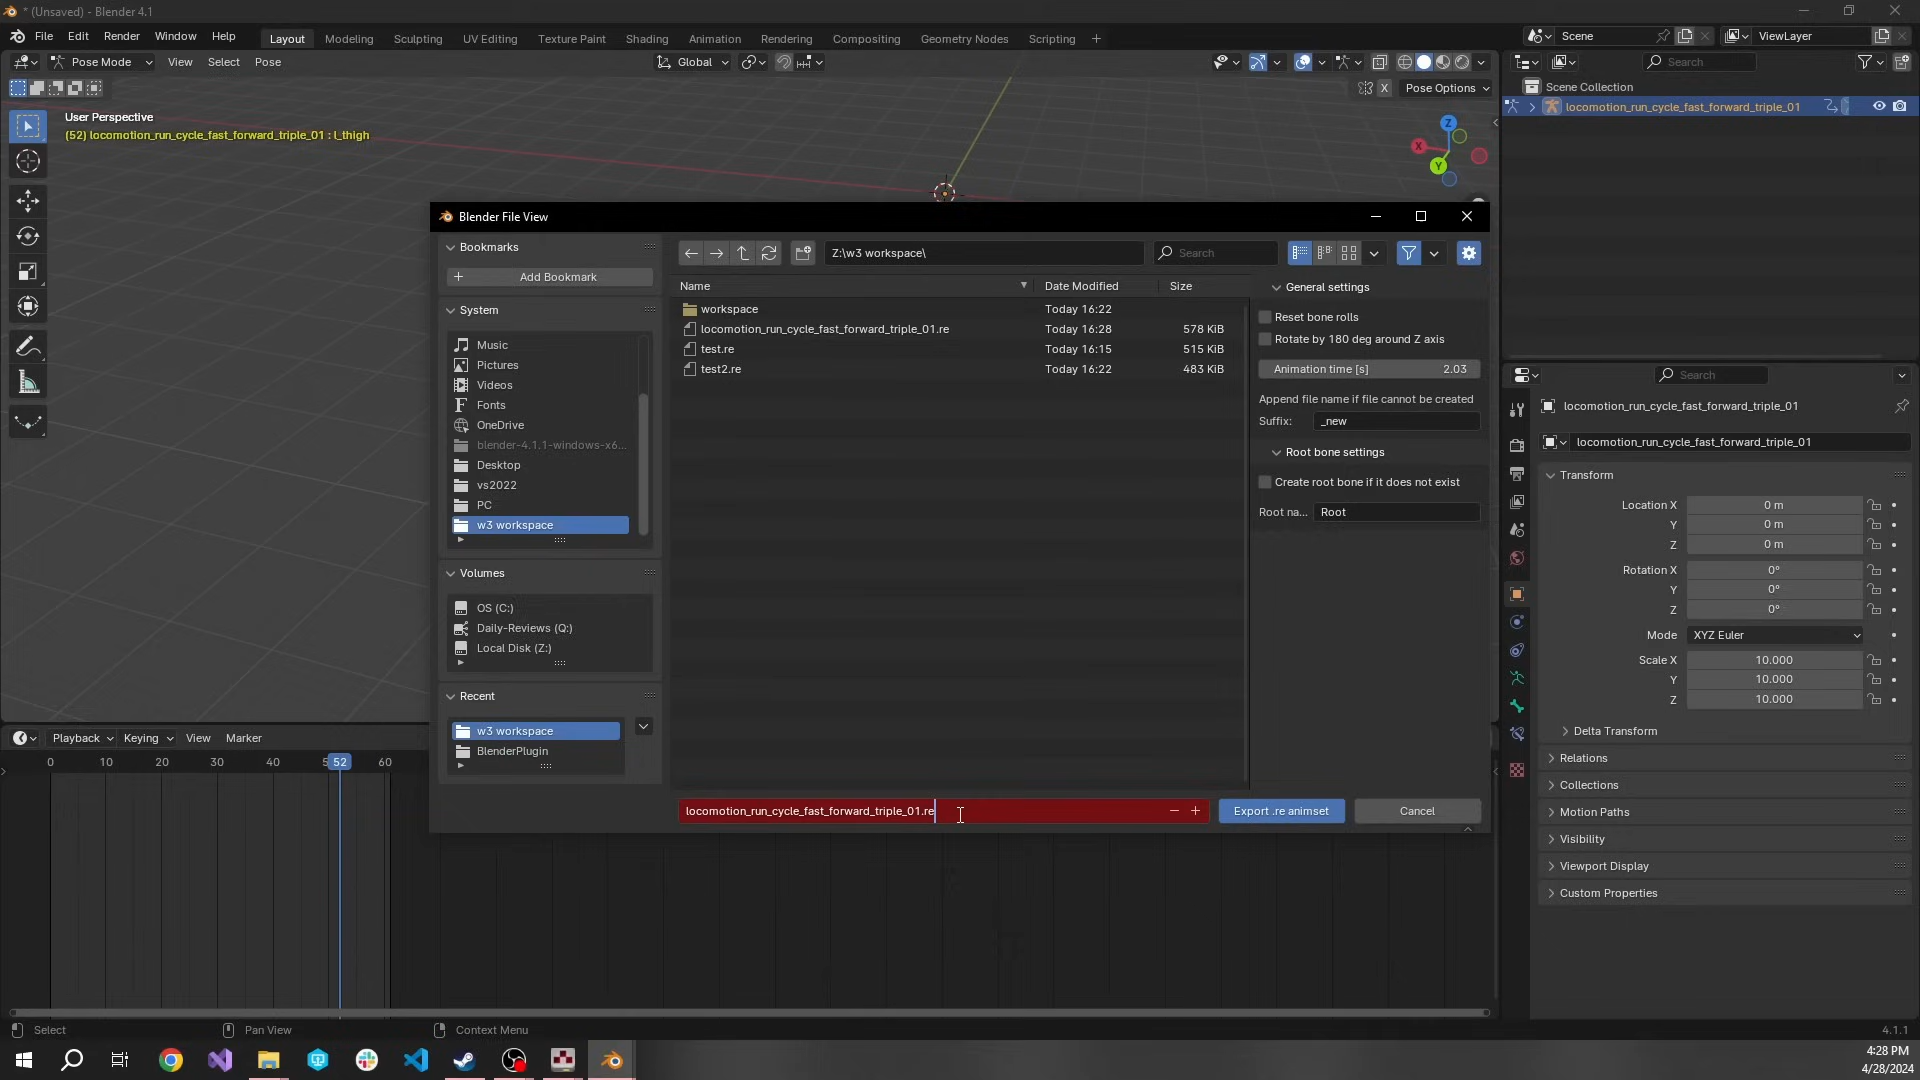 * (Unsaved) - Blender 4.1
File Edit Render Window Help
Layout Modeling Sculpting UV Editing Texture Paint Shading Animation Rendering Compositing Geometry Nodes Scripting +
Scene
ViewLayer
Pose Mode View Select Pose
Global
Search
X Pose Options
Scene Collection
locomotion_run_cycle_fast_forward_triple_01
User Perspective
(52) locomotion_run_cycle_fast_forward_triple_01 : l_thigh
Z
X
Y
Blender File View
Bookmarks
Add Bookmark
System
Music
Pictures
Videos
Fonts
OneDrive
blender-4.1.1-windows-x6...
Desktop
vs2022
PC
w3 workspace
Volumes
OS (C:)
Daily-Reviews (Q:)
Local Disk (Z:)
Recent
w3 workspace
BlenderPlugin
Z:\w3 workspace\
Search
Name Date Modified Size
workspace Today 16:22
locomotion_run_cycle_fast_forward_triple_01.re Today 16:28 578 KiB
test.re Today 16:15 515 KiB
test2.re Today 16:22 483 KiB
General settings
Reset bone rolls
Rotate by 180 deg around Z axis
Animation time [s] 2.03
Append file name if file cannot be created
Suffix: _new
Root bone settings
Create root bone if it does not exist
Root na... Root
locomotion_run_cycle_fast_forward_triple_01.re
Export .re animset
Cancel
Search
locomotion_run_cycle_fast_forward_triple_01
locomotion_run_cycle_fast_forward_triple_01
Transform
Location X 0 m
Y 0 m
Z 0 m
Rotation X 0°
Y 0°
Z 0°
Mode XYZ Euler
Scale X 10.000
Y 10.000
Z 10.000
Delta Transform
Relations
Collections
Motion Paths
Visibility
Viewport Display
Custom Properties
Playback Keying View Marker
0 10 20 30 40 5 52 60
Select Pan View Context Menu
4.1.1
4:28 PM
4/28/2024